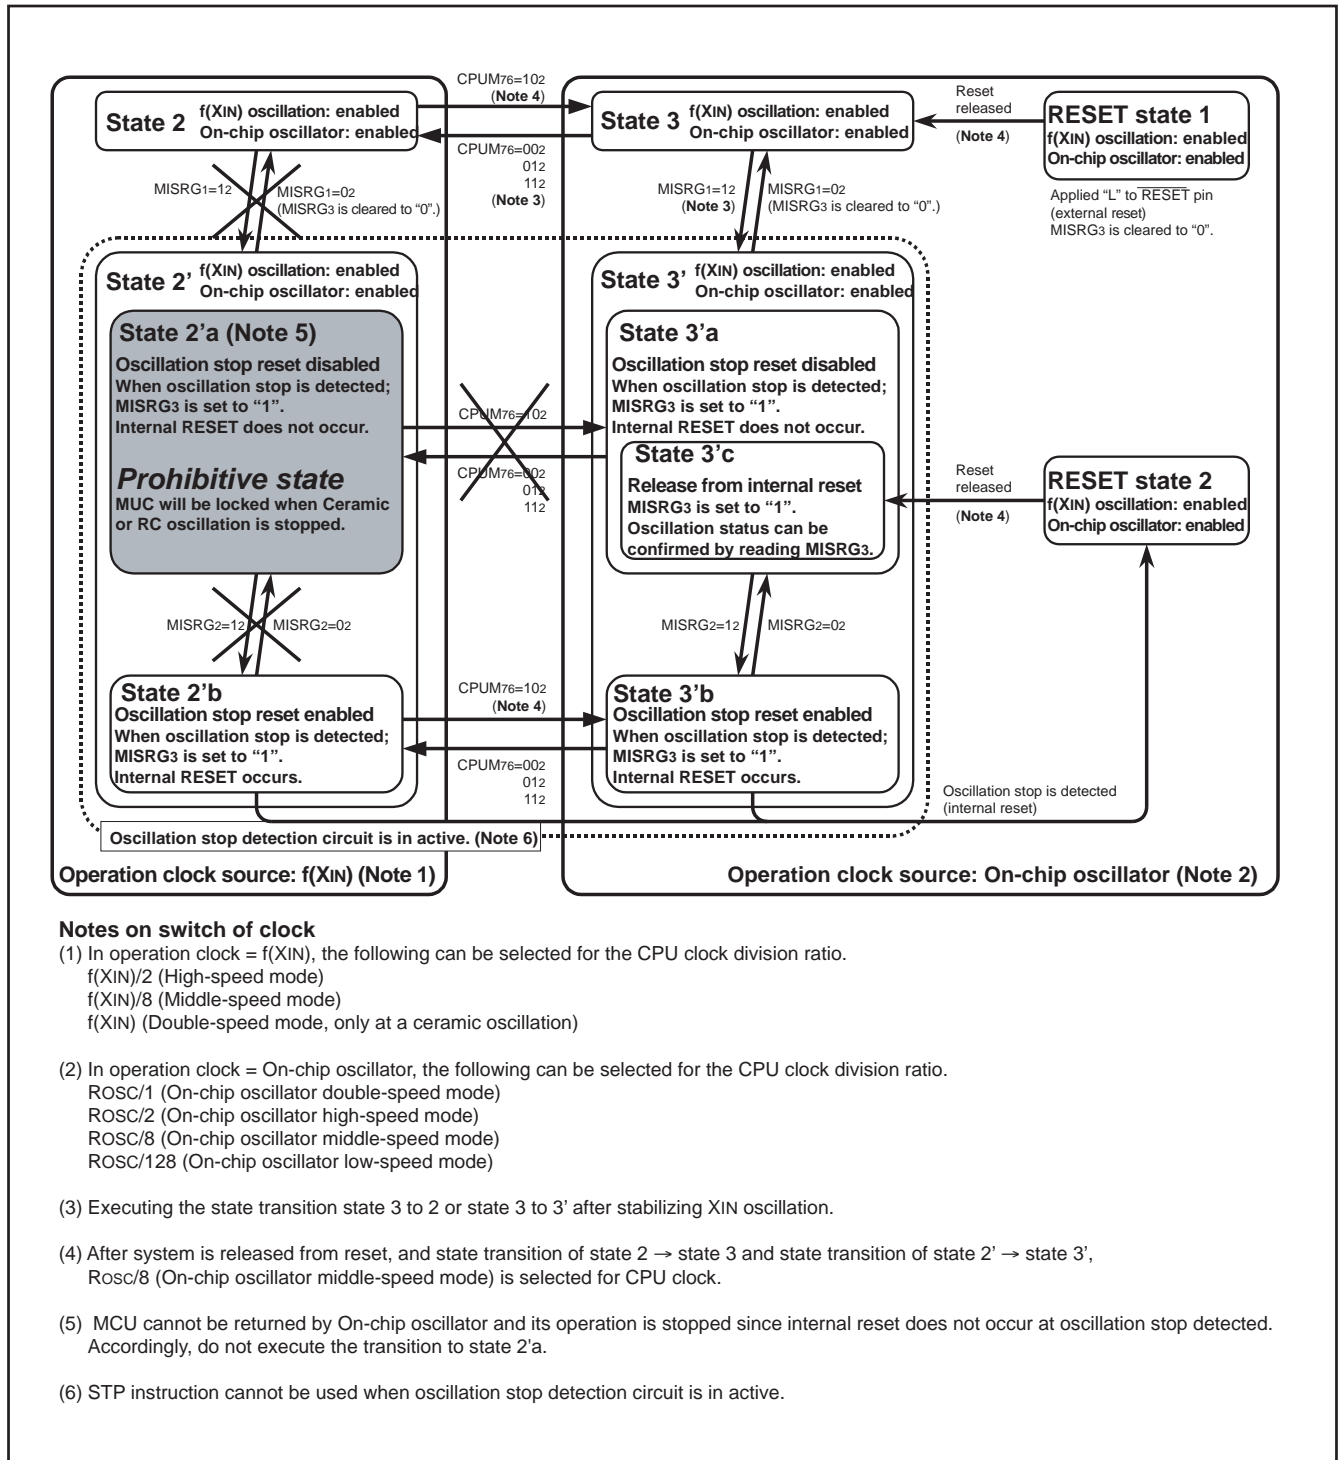 CPUM76=102
(Note 4)
State 2
f(XIN) oscillation: enabled
On-chip oscillator: enabled
CPUM76=002
012
112
(Note 3)
State 3
f(XIN) oscillation: enabled
On-chip oscillator: enabled
Reset
released
(Note 4)
RESET state 1
f(XIN) oscillation: enabled
On-chip oscillator: enabled
Applied “L” to RESET pin
(external reset)
MISRG3 is cleared to “0”.
MISRG1=12
MISRG1=02
(MISRG3 is cleared to “0”.)
MISRG1=12
(Note 3)
MISRG1=02
(MISRG3 is cleared to “0”.)
State 2’
f(XIN) oscillation: enabled
On-chip oscillator: enabled
State 2’a (Note 5)
Oscillation stop reset disabled
When oscillation stop is detected;
MISRG3 is set to “1”.
Internal RESET does not occur.
Prohibitive state
MUC will be locked when Ceramic
or RC oscillation is stopped.
CPUM76=102
CPUM76=002
012
112
State 3’
f(XIN) oscillation: enabled
On-chip oscillator: enabled
State 3’a
Oscillation stop reset disabled
When oscillation stop is detected;
MISRG3 is set to “1”.
Internal RESET does not occur.
State 3’c
Release from internal reset
MISRG3 is set to “1”.
Oscillation status can be
confirmed by reading MISRG3.
Reset
released
(Note 4)
RESET state 2
f(XIN) oscillation: enabled
On-chip oscillator: enabled
MISRG2=12
MISRG2=02
MISRG2=12
MISRG2=02
State 2’b
Oscillation stop reset enabled
When oscillation stop is detected;
MISRG3 is set to “1”.
Internal RESET occurs.
CPUM76=102
(Note 4)
CPUM76=002
012
112
State 3’b
Oscillation stop reset enabled
When oscillation stop is detected;
MISRG3 is set to “1”.
Internal RESET occurs.
Oscillation stop is detected
(internal reset)
Oscillation stop detection circuit is in active. (Note 6)
Operation clock source: f(XIN) (Note 1)
Operation clock source: On-chip oscillator (Note 2)
Notes on switch of clock
(1) In operation clock = f(XIN), the following can be selected for the CPU clock division ratio.
f(XIN)/2 (High-speed mode)
f(XIN)/8 (Middle-speed mode)
f(XIN) (Double-speed mode, only at a ceramic oscillation)
(2) In operation clock = On-chip oscillator, the following can be selected for the CPU clock division ratio.
ROSC/1 (On-chip oscillator double-speed mode)
ROSC/2 (On-chip oscillator high-speed mode)
ROSC/8 (On-chip oscillator middle-speed mode)
ROSC/128 (On-chip oscillator low-speed mode)
(3) Executing the state transition state 3 to 2 or state 3 to 3’ after stabilizing XIN oscillation.
(4) After system is released from reset, and state transition of state 2 → state 3 and state transition of state 2’ → state 3’,
ROSC/8 (On-chip oscillator middle-speed mode) is selected for CPU clock.
(5) MCU cannot be returned by On-chip oscillator and its operation is stopped since internal reset does not occur at oscillation stop detected.
Accordingly, do not execute the transition to state 2’a.
(6) STP instruction cannot be used when oscillation stop detection circuit is in active.